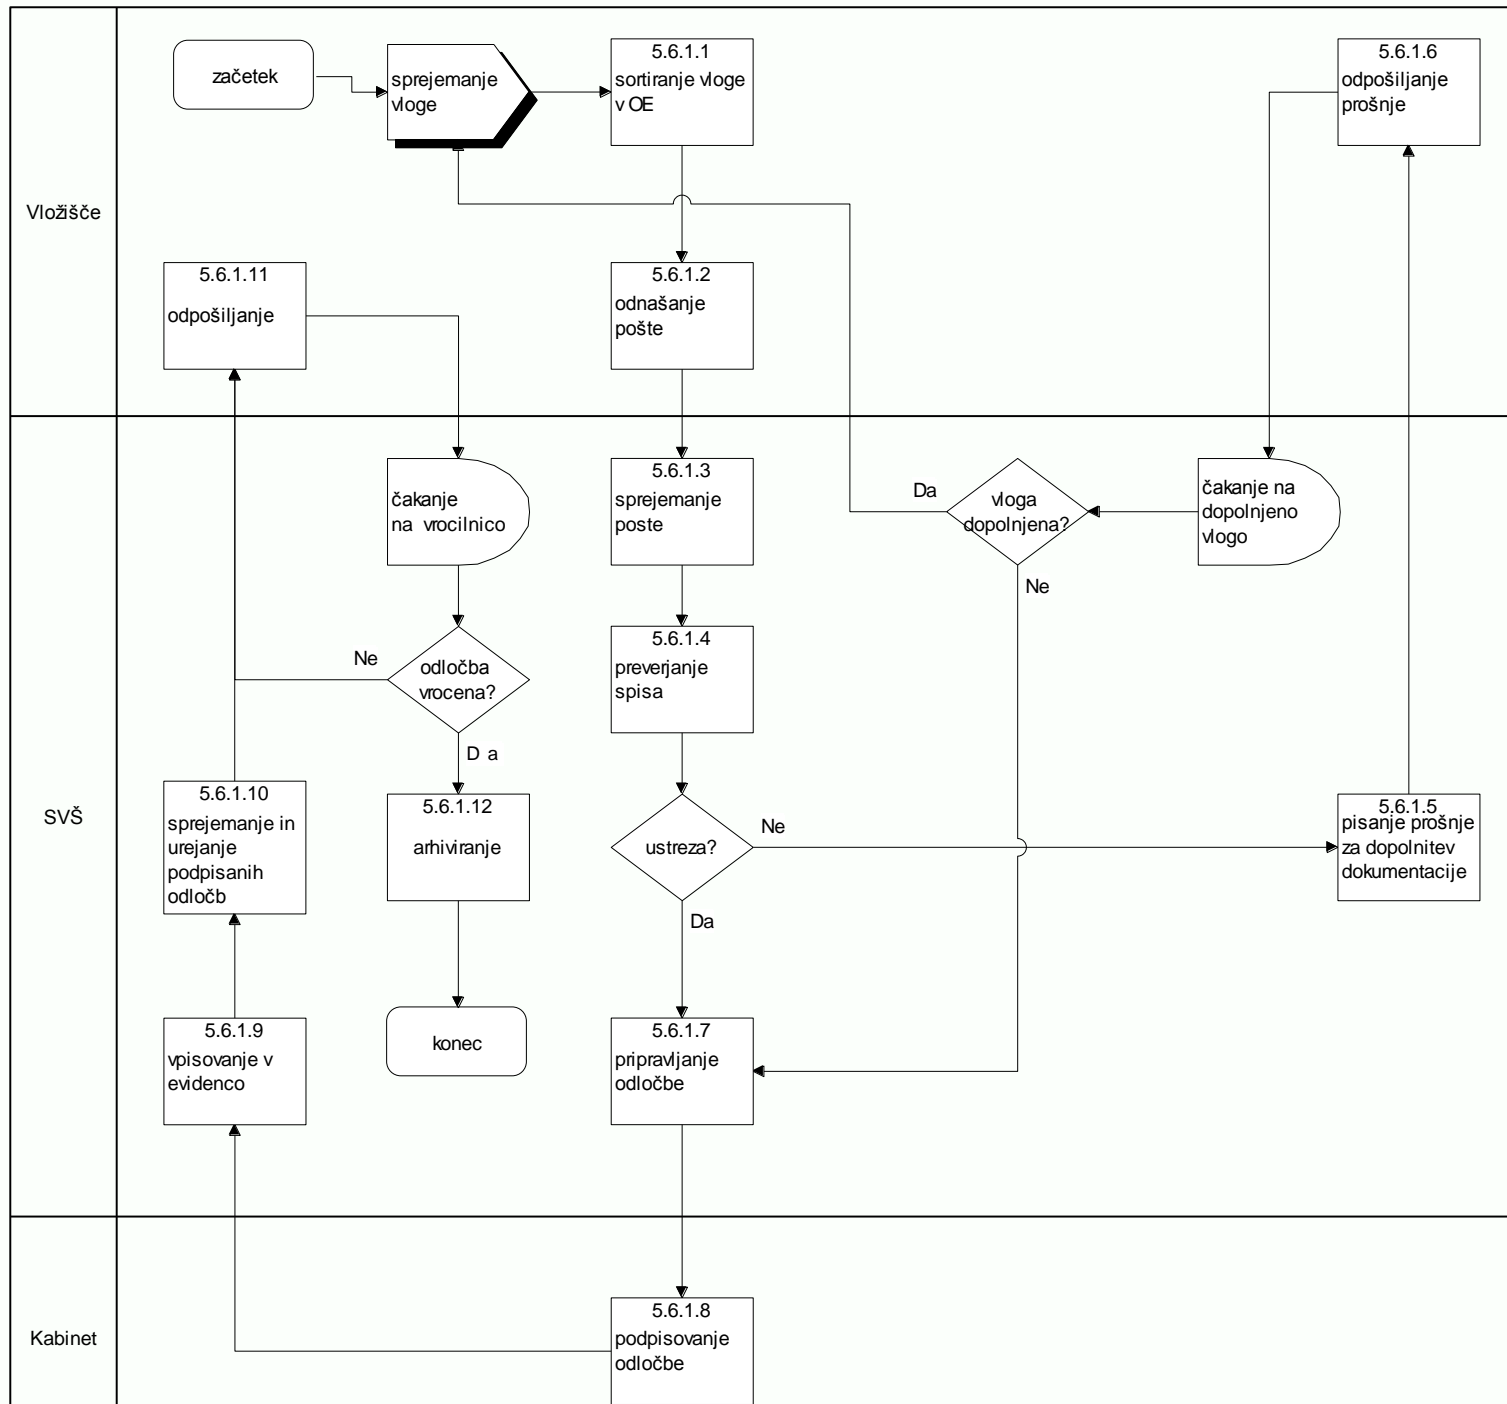 začetek
sprejemanje
vloge
5.6.1.1
sortiranje vloge
v OE
5.6.1.6
odpošiljanje
prošnje
Vložišče
5.6.1.11
odpošiljanje
5.6.1.2
odnašanje
pošte
čakanje
na vrocilnico
5.6.1.3
sprejemanje
poste
Da
vloga
dopolnjena?
čakanje na
dopolnjeno
vlogo
Ne
Ne
odločba
vrocena?
5.6.1.4
preverjanje
spisa
D a
SVŠ
5.6.1.10
sprejemanje in
urejanje
podpisanih
odločb
5.6.1.12
arhiviranje
ustreza?
Ne
5.6.1.5
pisanje prošnje
za dopolnitev
dokumentacije
Da
5.6.1.9
vpisovanje v
evidenco
konec
5.6.1.7
pripravljanje
odločbe
Kabinet
5.6.1.8
podpisovanje
odločbe